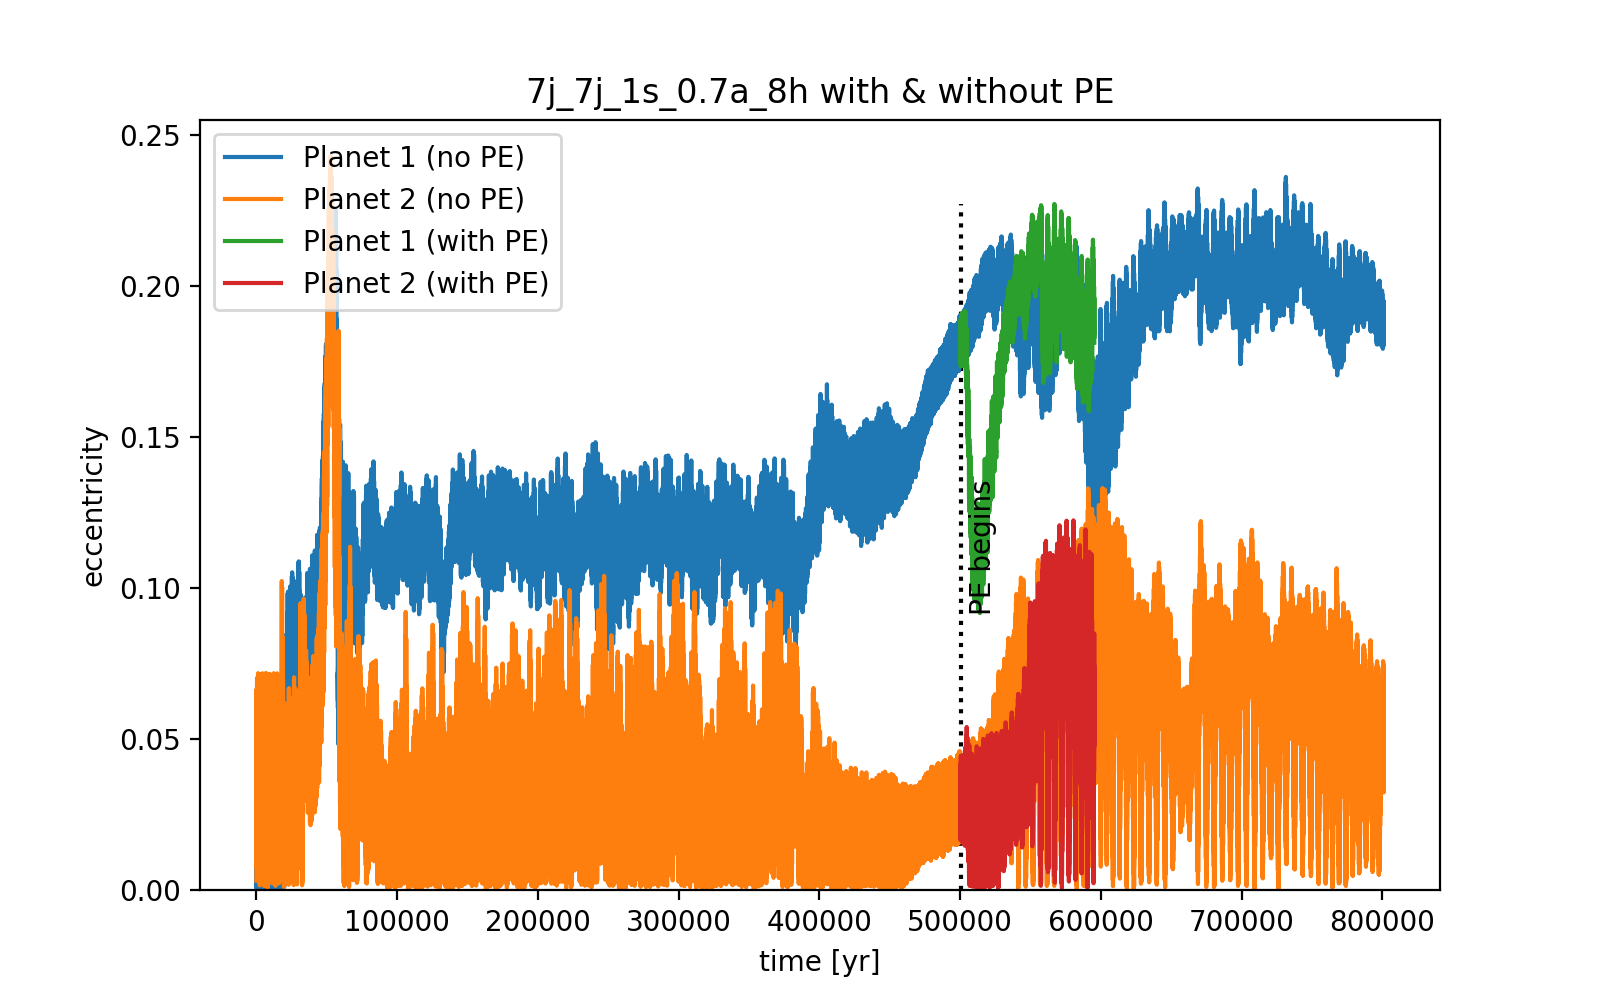 7j_7j_1s_0.7a_8h with & without PE
Planet 1 (no PE)
Planet 2 (no PE)
Planet 1 (with PE)
Planet 2 (with PE)
PE begins
eccentricity
0.25
0.20
0.15
0.10
0.05
0.00
0 100000 200000 300000 400000 500000 600000 700000 800000
time [yr]